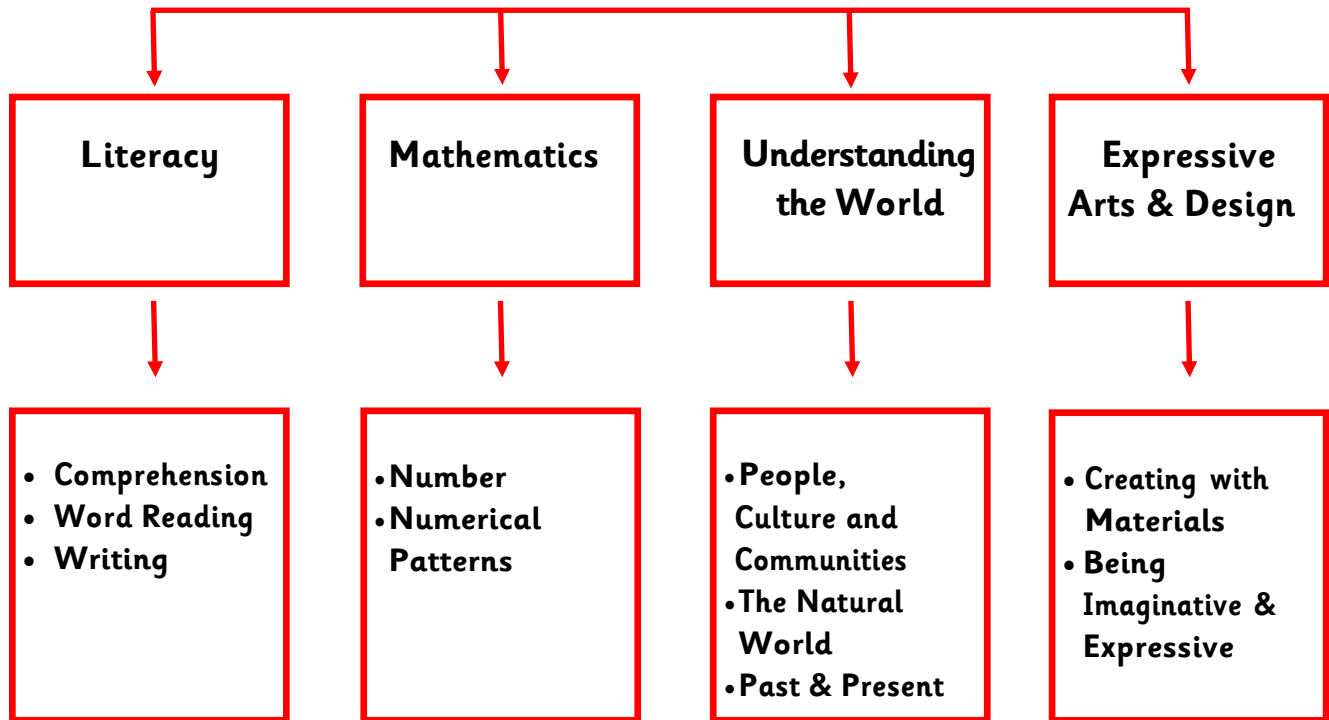 Literacy
Mathematics
Understanding
the World
Expressive
Arts & Design
• Comprehension
• Word Reading
• Writing
• Number
• Numerical
Patterns
• People,
Culture and
Communities
• The Natural
World
• Past & Present
• Creating with
Materials
• Being
Imaginative &
Expressive